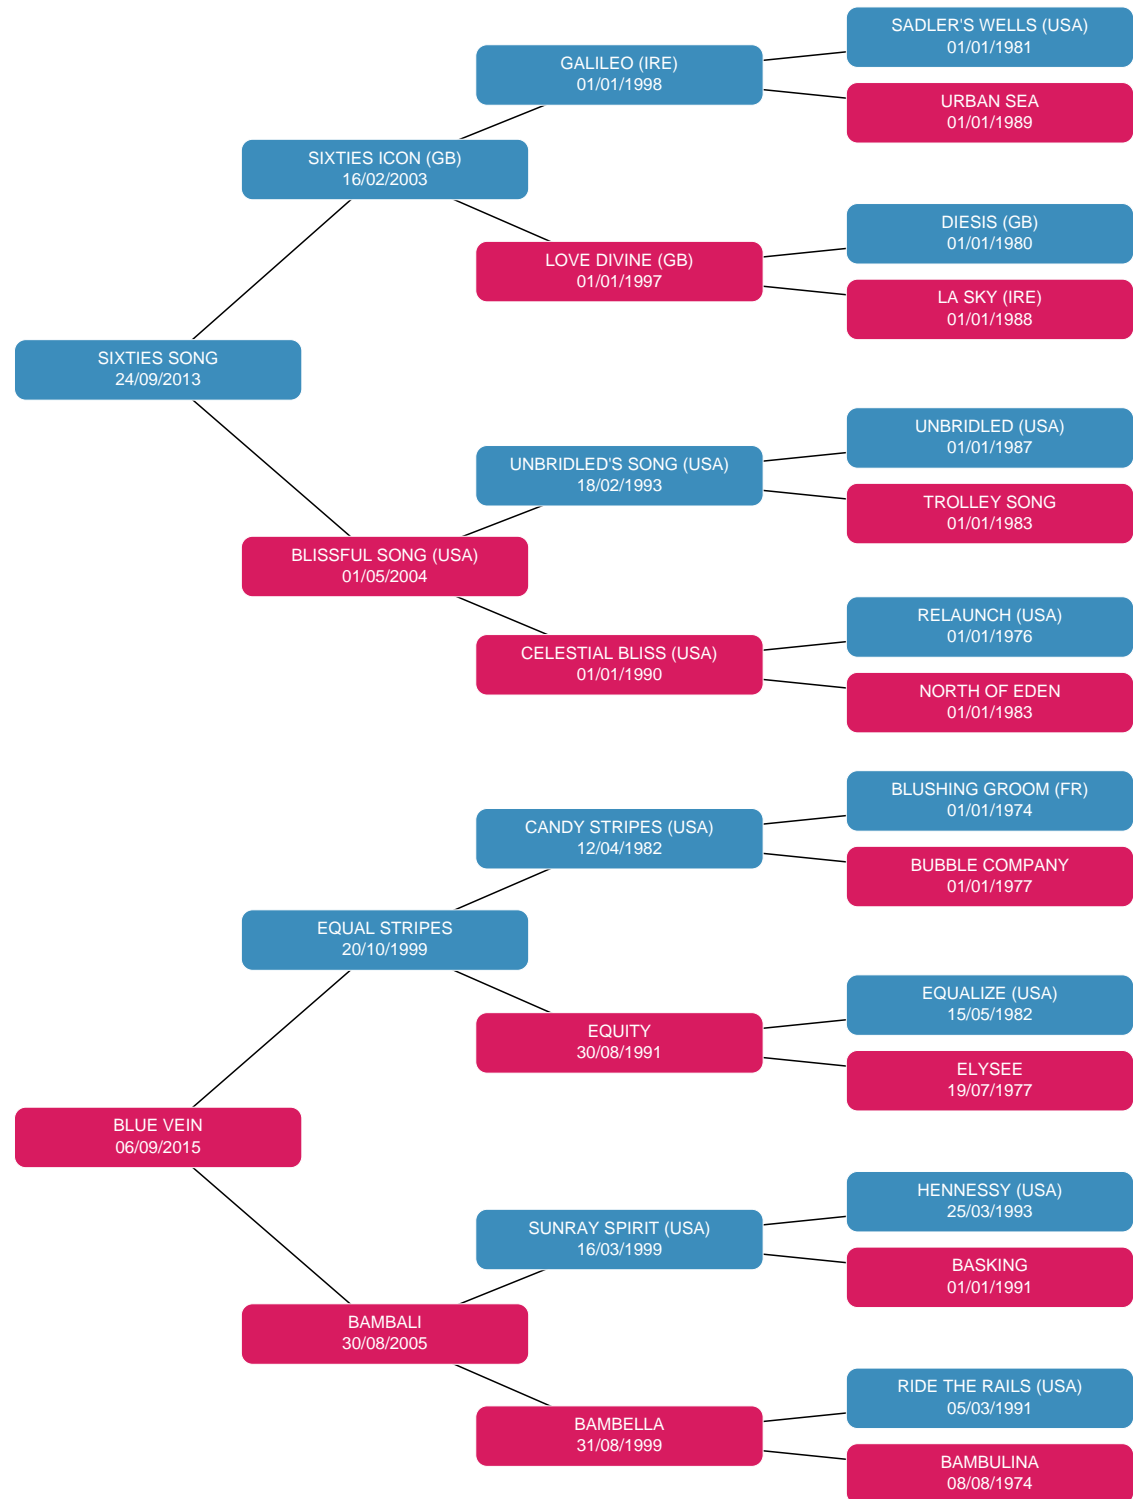 SADLER'S WELLS (USA)
01/01/1981
GALILEO (IRE)
01/01/1998
URBAN SEA
01/01/1989
SIXTIES ICON (GB)
16/02/2003
DIESIS (GB)
01/01/1980
LOVE DIVINE (GB)
01/01/1997
LA SKY (IRE)
01/01/1988
SIXTIES SONG
24/09/2013
UNBRIDLED (USA)
01/01/1987
UNBRIDLED'S SONG (USA)
18/02/1993
TROLLEY SONG
01/01/1983
BLISSFUL SONG (USA)
01/05/2004
RELAUNCH (USA)
01/01/1976
CELESTIAL BLISS (USA)
01/01/1990
NORTH OF EDEN
01/01/1983
BLUSHING GROOM (FR)
01/01/1974
CANDY STRIPES (USA)
12/04/1982
BUBBLE COMPANY
01/01/1977
EQUAL STRIPES
20/10/1999
EQUALIZE (USA)
15/05/1982
EQUITY
30/08/1991
ELYSEE
19/07/1977
BLUE VEIN
06/09/2015
HENNESSY (USA)
25/03/1993
SUNRAY SPIRIT (USA)
16/03/1999
BASKING
01/01/1991
BAMBALI
30/08/2005
RIDE THE RAILS (USA)
05/03/1991
BAMBELLA
31/08/1999
BAMBULINA
08/08/1974